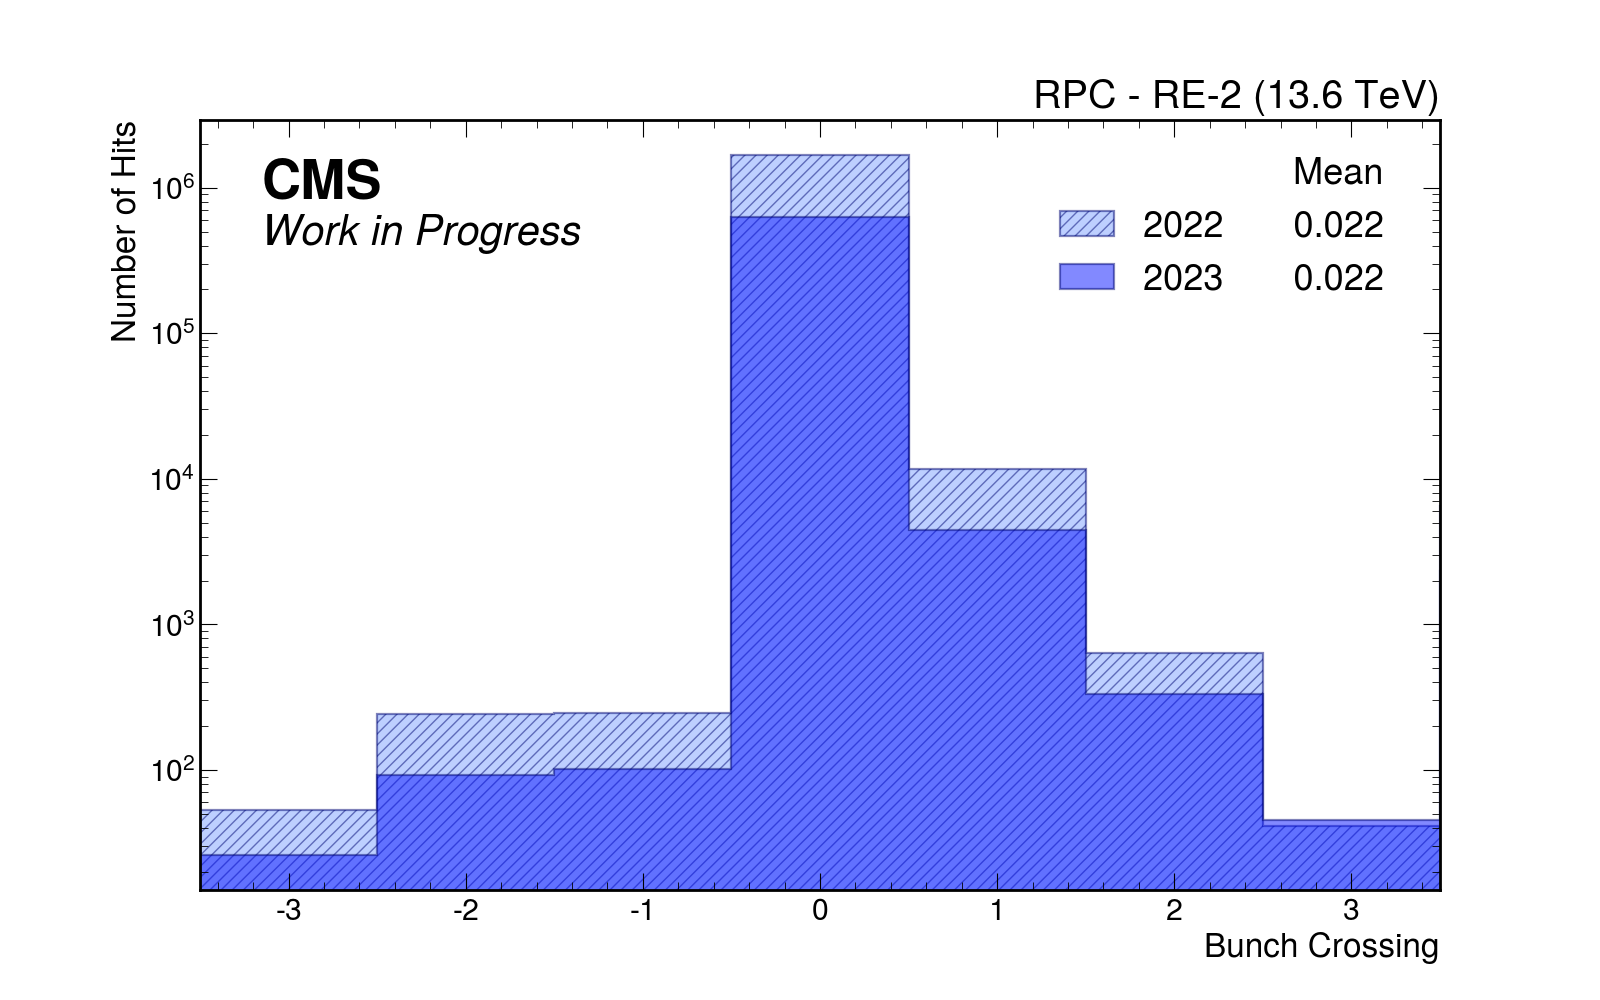 RPC - RE-2 (13.6 TeV)
CMS
Work in Progress
Mean
2022 0.022
2023 0.022
Number of Hits
10⁶
10⁵
10⁴
10³
10²
-3 -2 -1 0 1 2 3
Bunch Crossing